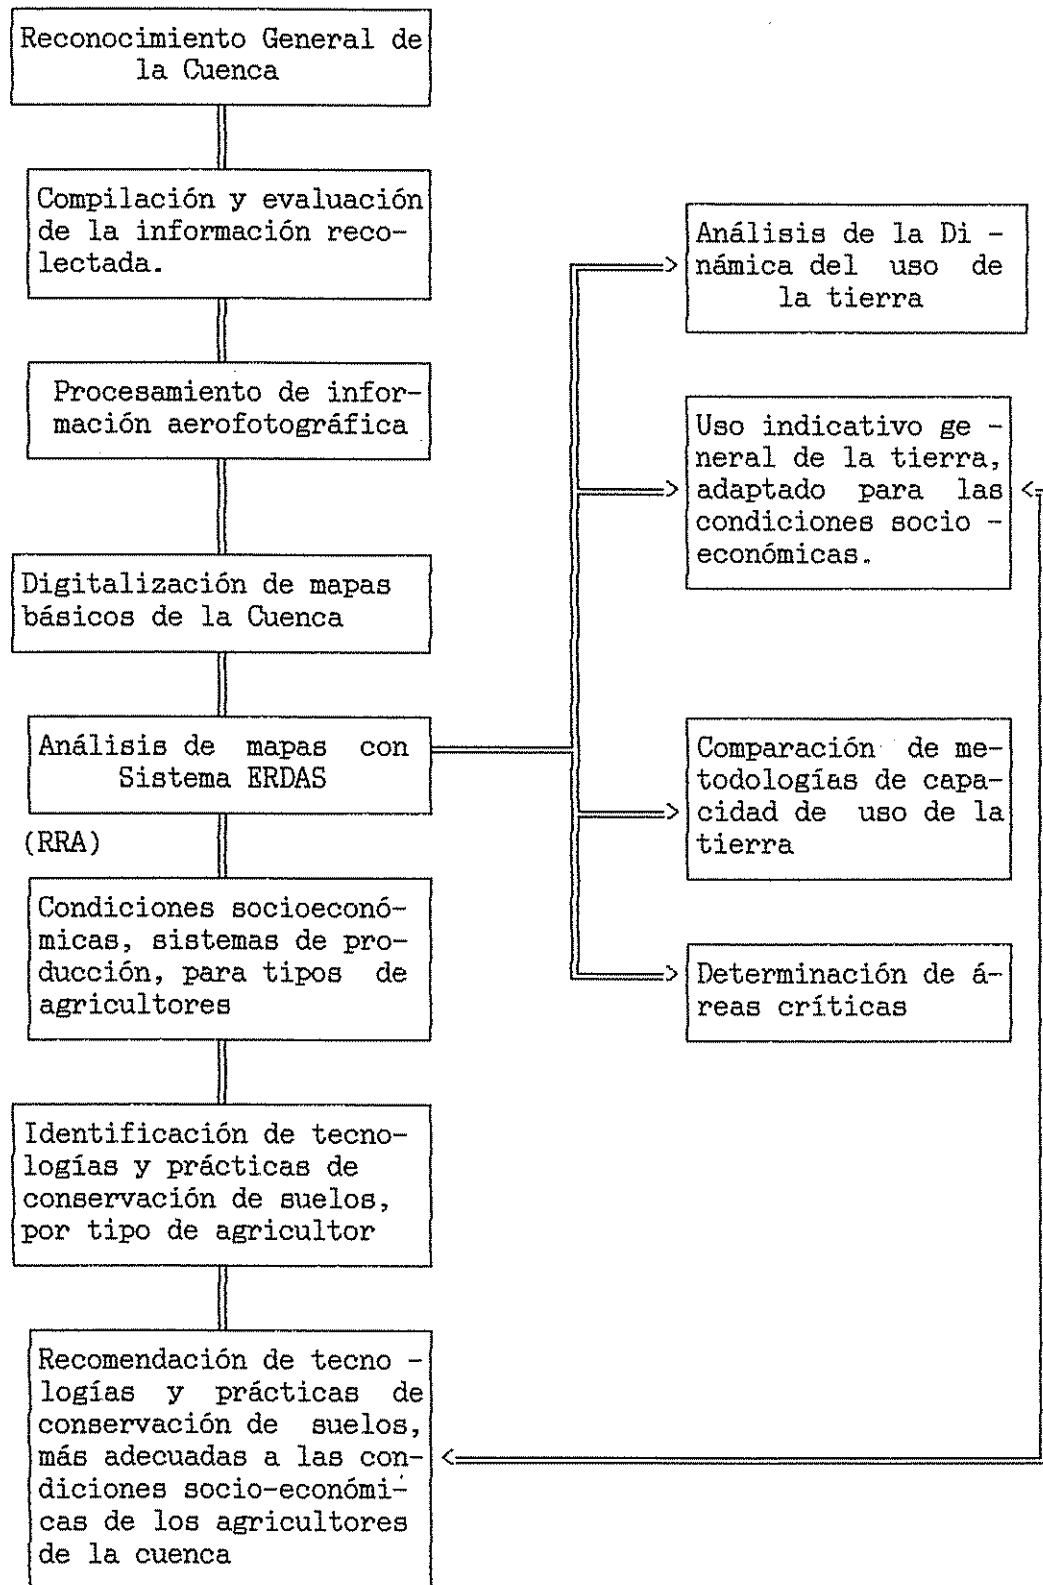 Reconocimiento General de
la Cuenca
Compilación y evaluación
de la información reco-
lectada.
Procesamiento de infor-
mación aerofotográfica
Digitalización de mapas
básicos de la Cuenca
Análisis de mapas con
Sistema ERDAS
(RRA)
Condiciones socioeconó-
micas, sistemas de pro-
ducción, para tipos de
agricultores
Identificación de tecno-
logías y prácticas de
conservación de suelos,
por tipo de agricultor
Recomendación de tecno -
logías y prácticas de
conservación de suelos,
más adecuadas a las con-
diciones socio-económi-
cas de los agricultores
de la cuenca
Análisis de la Di -
námica del uso de
la tierra
Uso indicativo ge -
neral de la tierra,
adaptado para las
condiciones socio -
económicas.
Comparación de me-
todologías de capa-
cidad de uso de la
tierra
Determinación de á-
reas críticas